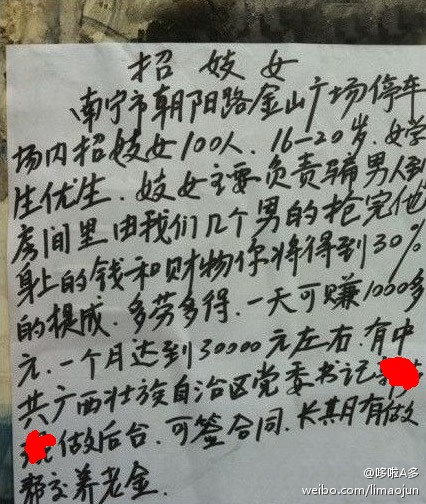 招妓女
南宁市朝阳路金山广场停车
场内招妓女100人.16-20岁.女学
生优生.妓女主要负责骗男人到
房间里由我们几个男的抢完他
身上的钱和财物你将得到30%
的提成.多劳多得.一天可赚1000多
元.一个月达到30000元左右.有中
共广西壮族自治区党委书记
做后台.可签合同.长其月有做
帮交养老金.
@哆啦A多
weibo.com/limaojun